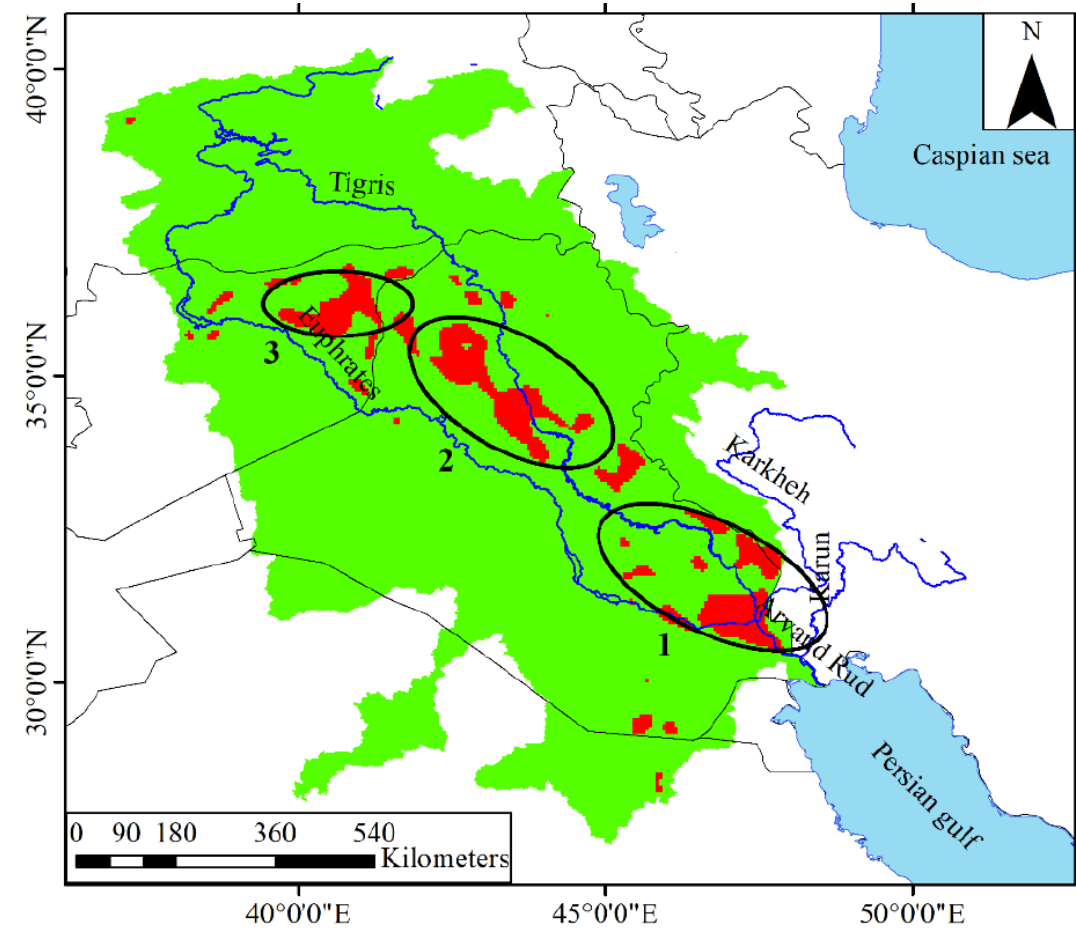 N
40°0'0"N
Caspian sea
Tigris
Euphrates
3
35°0'0"N
2
Karkheh
Karun
1
Arvand Rud
30°0'0"N
Persian gulf
0 90 180 360 540
Kilometers
40°0'0"E 45°0'0"E 50°0'0"E